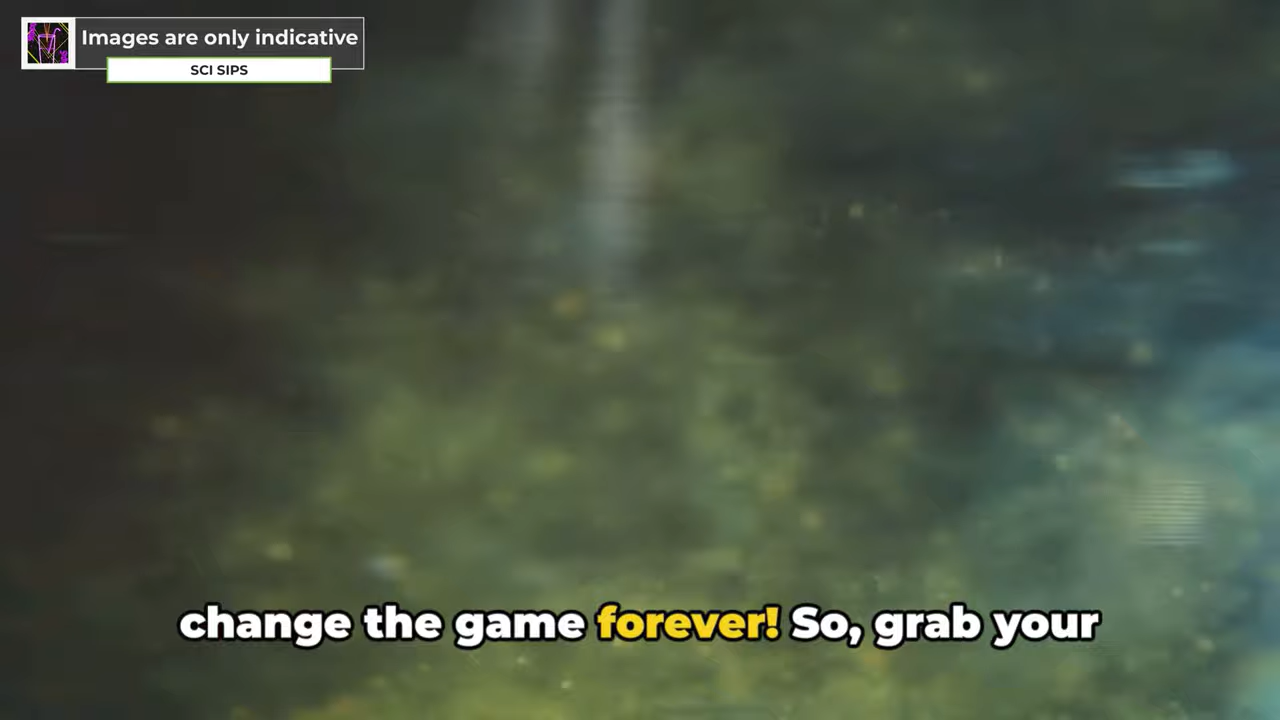 Images are only indicative
SCI SIPS
change the game forever! So, grab your